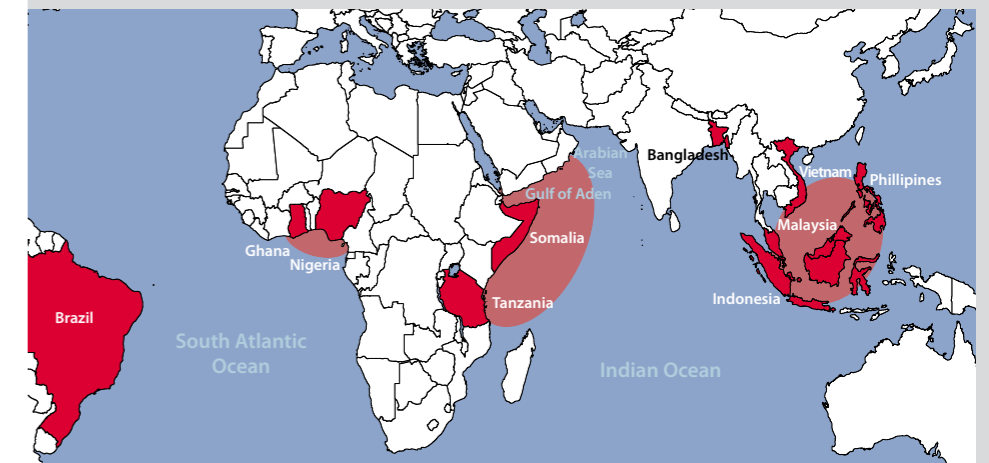 Arabian
Sea
Bangladesh
Vietnam
Phillipines
Gulf of Aden
Malaysia
Somalia
Ghana
Nigeria
Indonesia
Tanzania
Brazil
South Atlantic
Ocean
Indian Ocean